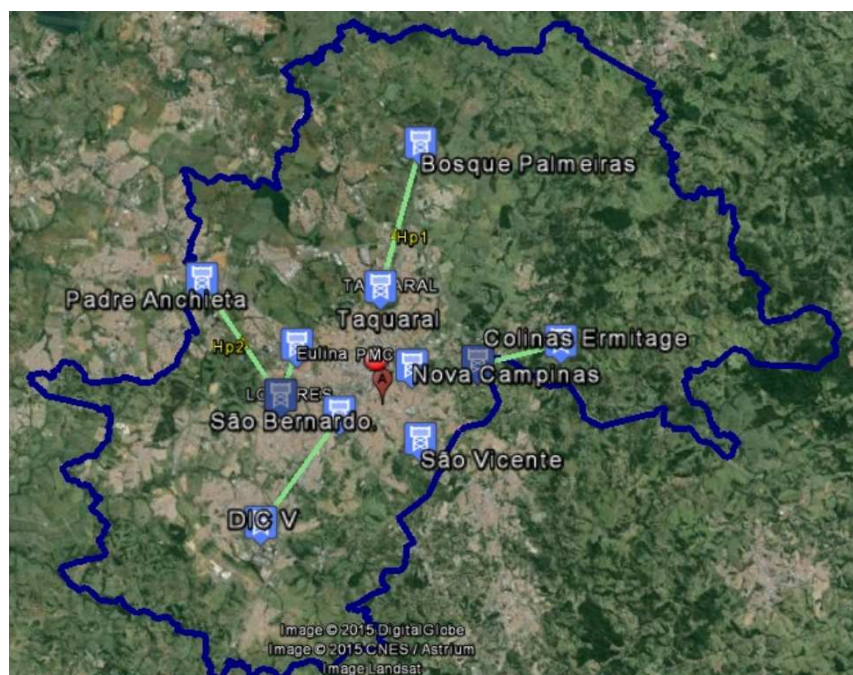 Bosque Palmeiras
Hp1
Taquaral
Padre Anchieta
Hp2
Eulina PMC
Colinas Ermitage
Nova Campinas
A
São Bernardo.
São Vicente
DIC V
Image © 2015 DigitalGlobe
Image © 2015 CNES / Astrium
Image Landsat